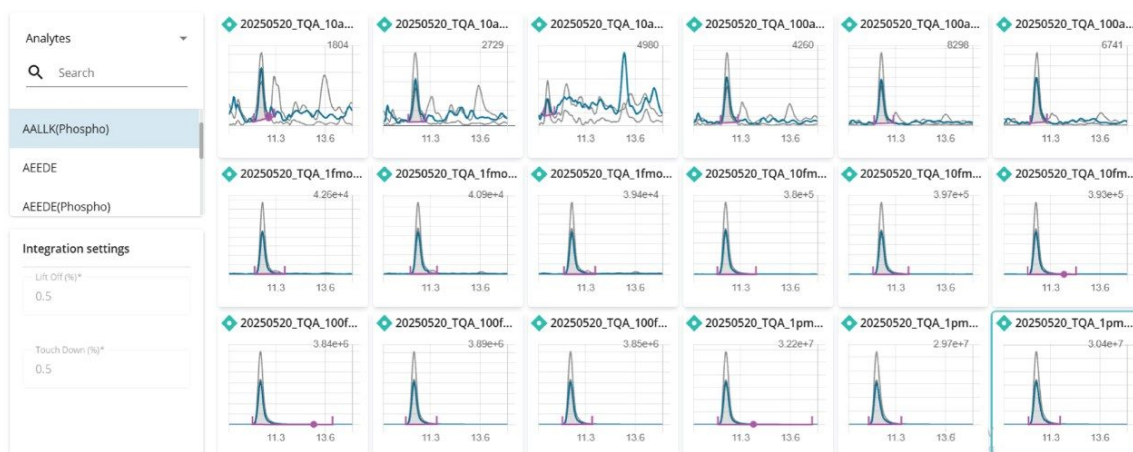 Analytes
Search
AALLK(Phospho)
AEEDE
AEEDE(Phospho)
Integration settings
Lift Off (%)*
0.5
Touch Down (%)*
0.5
20250520_TQA_10a... 20250520_TQA_10a... 20250520_TQA_10a... 20250520_TQA_100a... 20250520_TQA_100a... 20250520_TQA_100a...
1804 2729 4980 4260 8298 6741
11.3 13.6 11.3 13.6 11.3 13.6 11.3 13.6 11.3 13.6 11.3 13.6
20250520_TQA_1fmo... 20250520_TQA_1fmo... 20250520_TQA_1fmo... 20250520_TQA_10fm... 20250520_TQA_10fm... 20250520_TQA_10fm...
4.26e+4 4.09e+4 3.94e+4 3.8e+5 3.97e+5 3.93e+5
11.3 13.6 11.3 13.6 11.3 13.6 11.3 13.6 11.3 13.6 11.3 13.6
20250520_TQA_100f... 20250520_TQA_100f... 20250520_TQA_100f... 20250520_TQA_1pm... 20250520_TQA_1pm... 20250520_TQA_1pm...
3.84e+6 3.89e+6 3.85e+6 3.22e+7 2.97e+7 3.04e+7
11.3 13.6 11.3 13.6 11.3 13.6 11.3 13.6 11.3 13.6 11.3 13.6